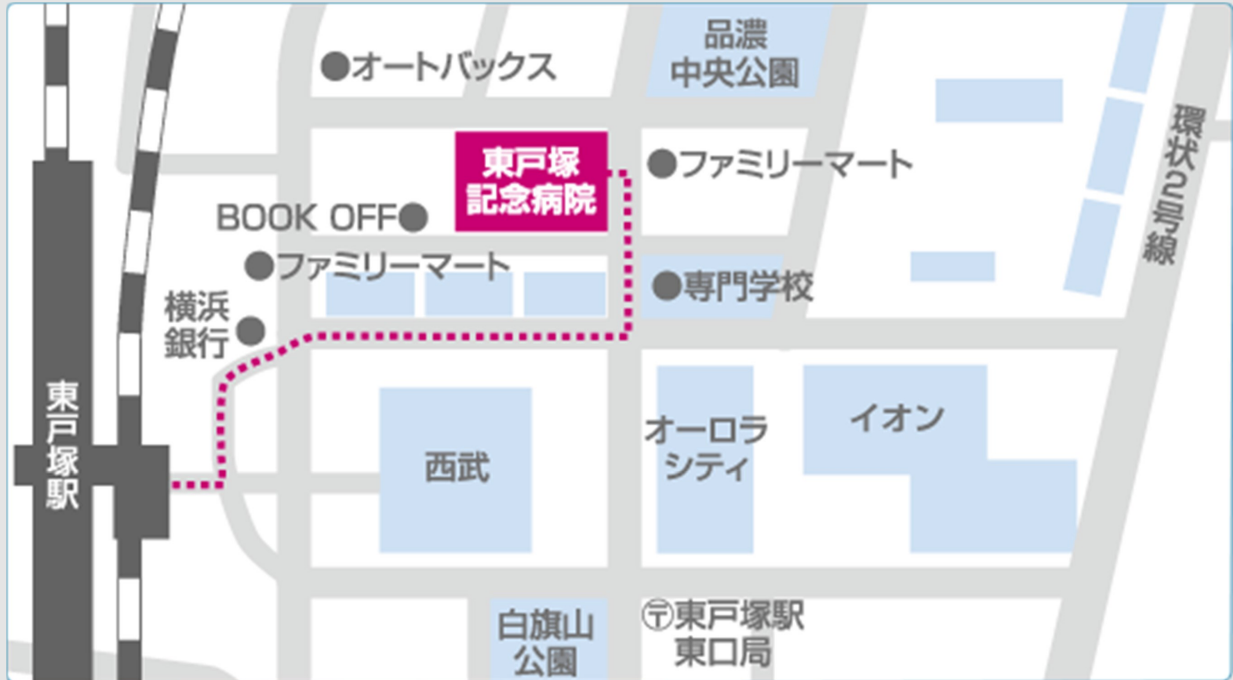 品濃
中央公園
オートバックス
東戸塚
記念病院
ファミリーマート
環状2号線
BOOK OFF
ファミリーマート
専門学校
横浜
銀行
東戸塚駅
オーロラ
シティ
イオン
西武
白旗山
公園
〒東戸塚駅
東口局